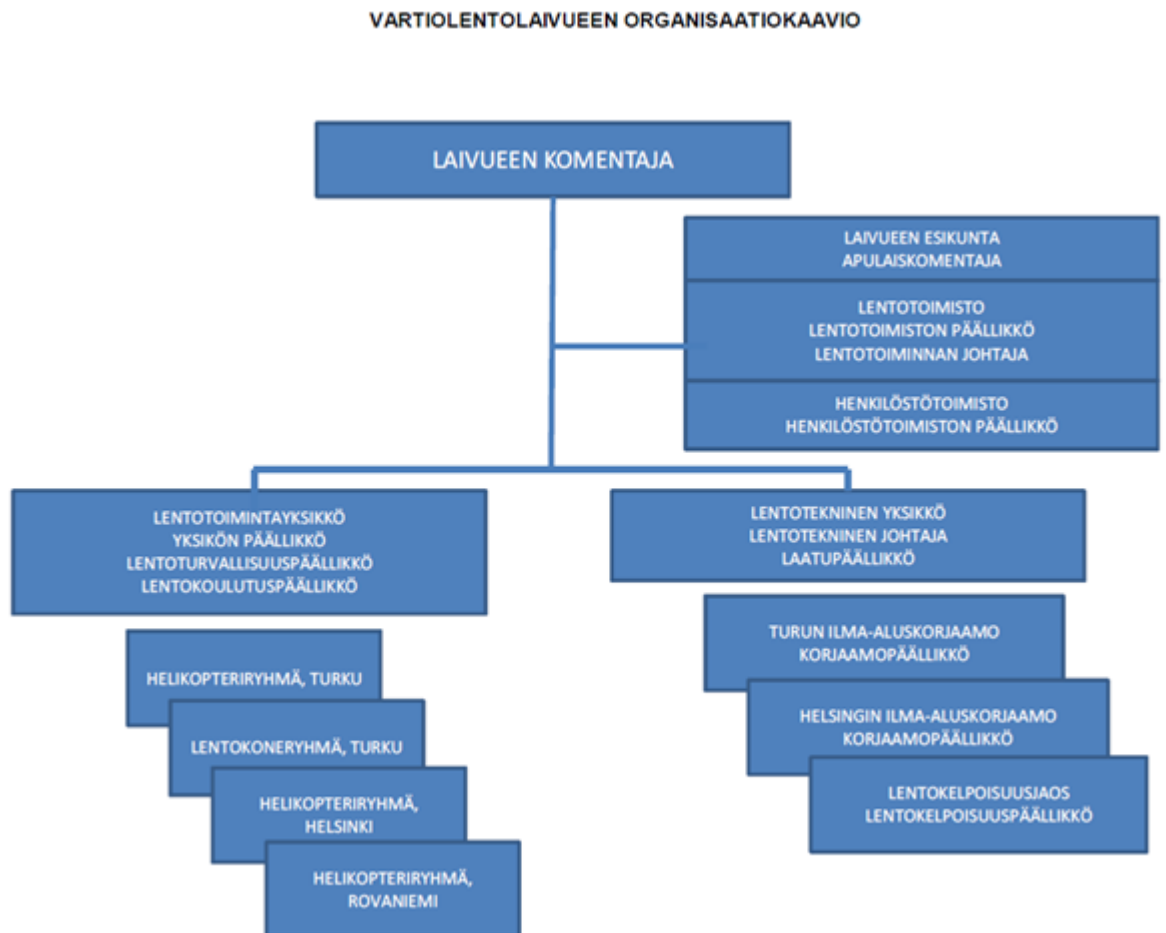 VARTIOLENTOLAIVUEEN ORGANISAATIOKAAVIO
LAIVUEEN KOMENTAJA
LAIVUEEN ESIKUNTA
APULAISKOMENTAJA
LENTOTOIMISTO
LENTOTOIMISTON PÄÄLLIKKÖ
LENTOTOIMINNAN JOHTAJA
HENKILÖSTÖTOIMISTO
HENKILÖSTÖTOIMISTON PÄÄLLIKKÖ
LENTOTOIMINTAYKSIKKÖ
YKSIKÖN PÄÄLLIKKÖ
LENTOTURVALLISUUSPÄÄLLIKKÖ
LENTOKOULUTUSPÄÄLLIKKÖ
HELIKOPTERIRYHMÄ, TURKU
LENTOKONERYHMÄ, TURKU
HELIKOPTERIRYHMÄ,
HELSINKI
HELIKOPTERIRYHMÄ,
ROVANIEMI
LENTOTEKNINEN YKSIKKÖ
LENTOTEKNINEN JOHTAJA
LAATUPÄÄLLIKKÖ
TURUN ILMA-ALUSKORJAAMO
KORJAAMOPÄÄLLIKKÖ
HELSINGIN ILMA-ALUSKORJAAMO
KORJAAMOPÄÄLLIKKÖ
LENTOKELPOISUUSJAOS
LENTOKELPOISUUSPÄÄLLIKKÖ